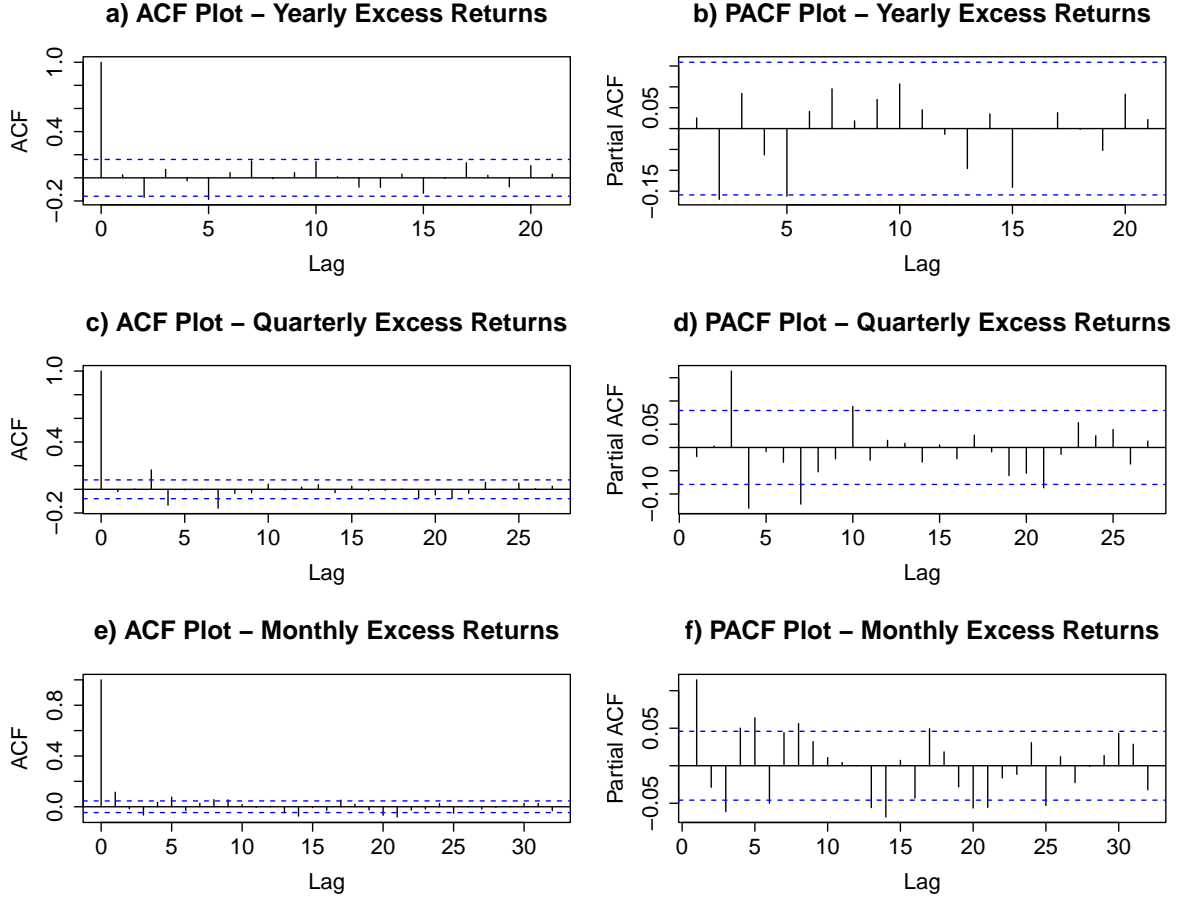 a) ACF Plot – Yearly Excess Returns
ACF
1.0
0.4
−0.2
0 5 10 15 20
Lag
b) PACF Plot – Yearly Excess Returns
Partial ACF
0.05
−0.15
5 10 15 20
Lag
c) ACF Plot – Quarterly Excess Returns
ACF
1.0
0.4
−0.2
0 5 10 15 20 25
Lag
d) PACF Plot – Quarterly Excess Returns
Partial ACF
0.05
−0.10
0 5 10 15 20 25
Lag
e) ACF Plot – Monthly Excess Returns
ACF
0.8
0.4
0.0
0 5 10 15 20 25 30
Lag
f) PACF Plot – Monthly Excess Returns
Partial ACF
0.05
−0.05
0 5 10 15 20 25 30
Lag